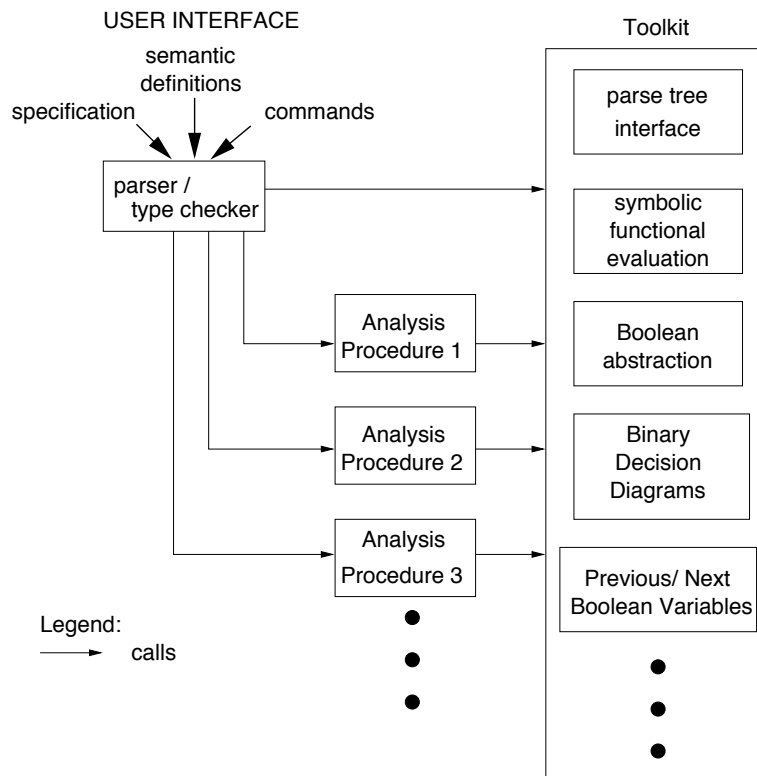 USER INTERFACE
semantic
definitions
specification
commands
parser /
type checker
Analysis
Procedure 1
Analysis
Procedure 2
Analysis
Procedure 3
Legend:
calls
Toolkit
parse tree
interface
symbolic
functional
evaluation
Boolean
abstraction
Binary
Decision
Diagrams
Previous/ Next
Boolean Variables